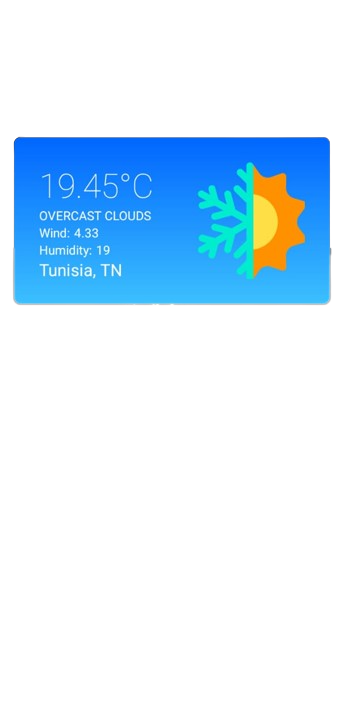 19.45°C
OVERCAST CLOUDS
Wind: 4.33
Humidity: 19
Tunisia, TN